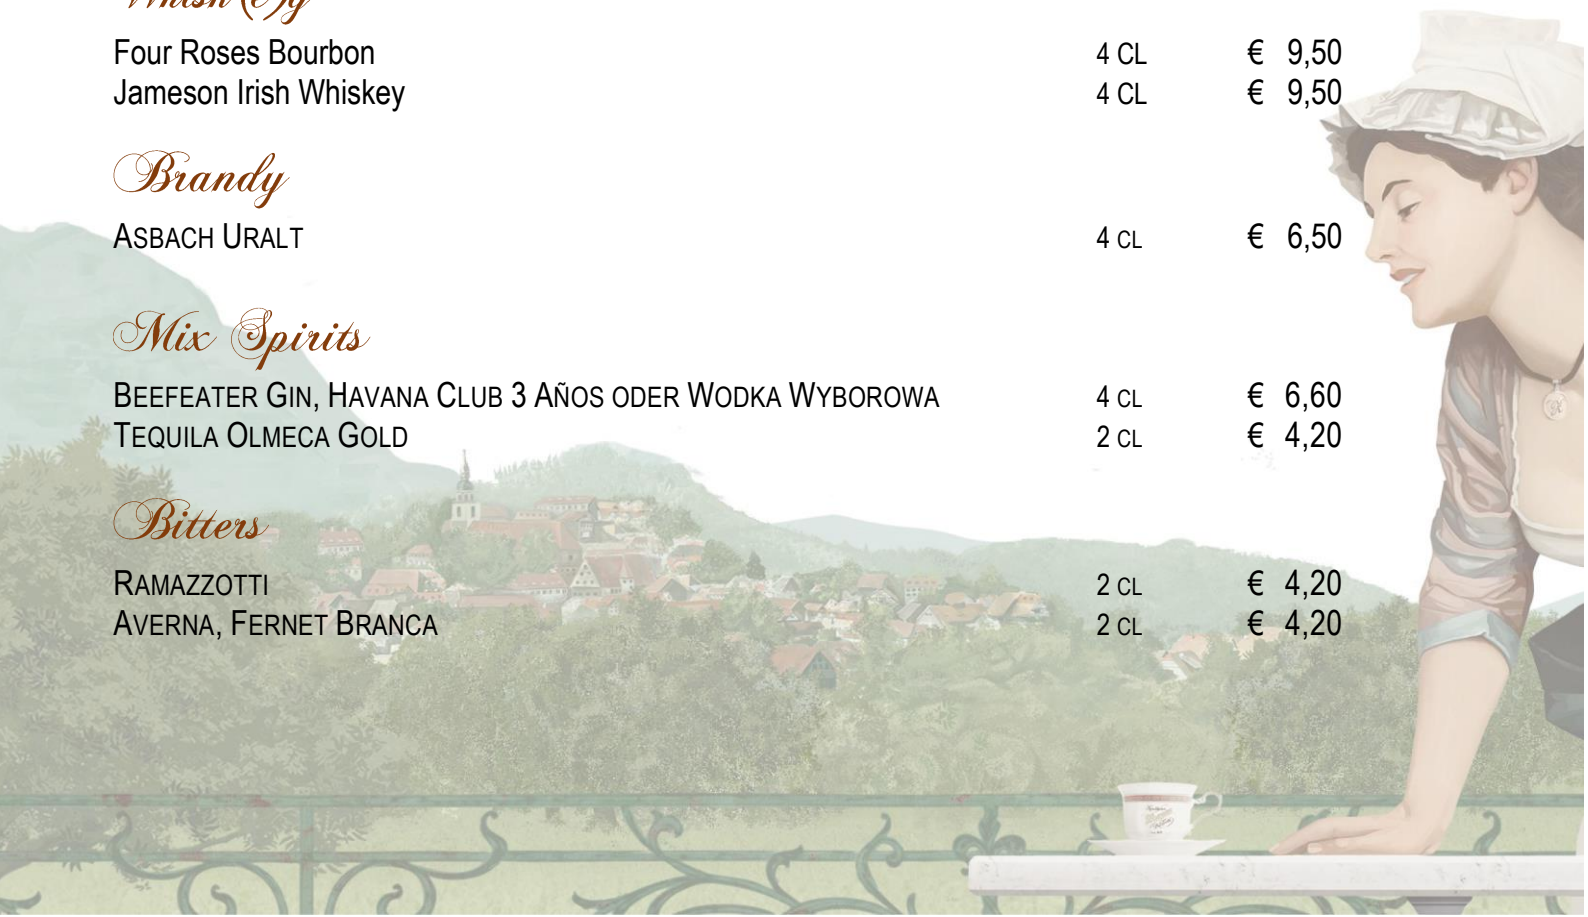 Whisk(e)y
Four Roses Bourbon 4 CL € 9,50
Jameson Irish Whiskey 4 CL € 9,50
Brandy
ASBACH URALT 4 CL € 6,50
Mix Spirits
BEEFEATER GIN, HAVANA CLUB 3 AÑOS ODER WODKA WYBOROWA 4 CL € 6,60
TEQUILA OLMECA GOLD 2 CL € 4,20
Bitters
RAMAZZOTTI 2 CL € 4,20
AVERNA, FERNET BRANCA 2 CL € 4,20